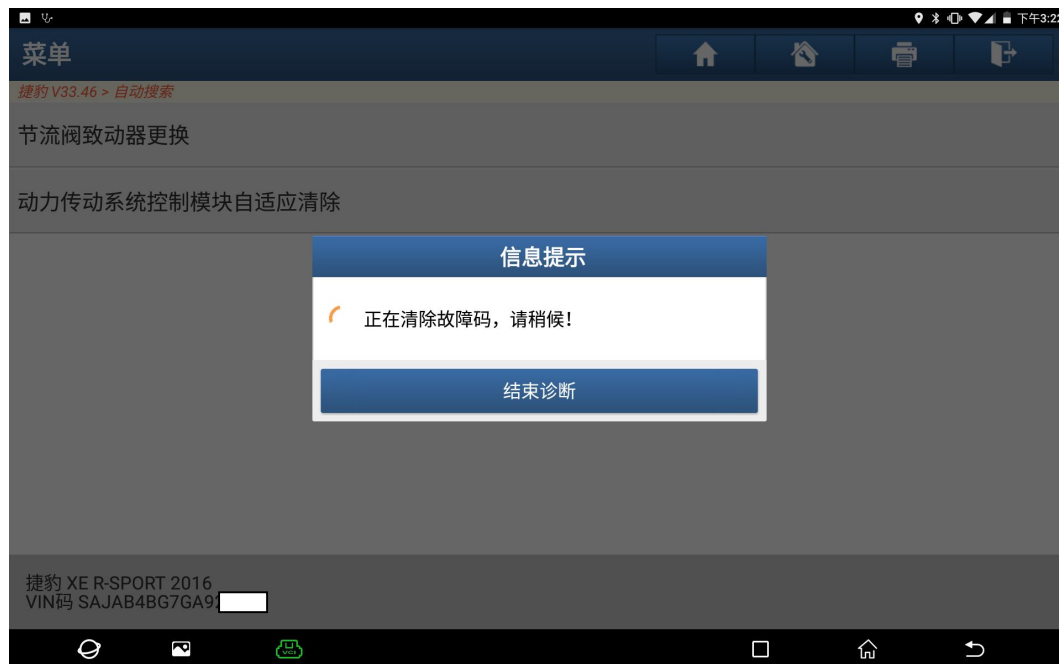 下午3:22
菜单
捷豹 V33.46 > 自动搜索
节流阀致动器更换
动力传动系统控制模块自适应清除
信息提示
正在清除故障码，请稍候！
结束诊断
捷豹 XE R-SPORT 2016
VIN码 SAJAB4BG7GA92
VCI